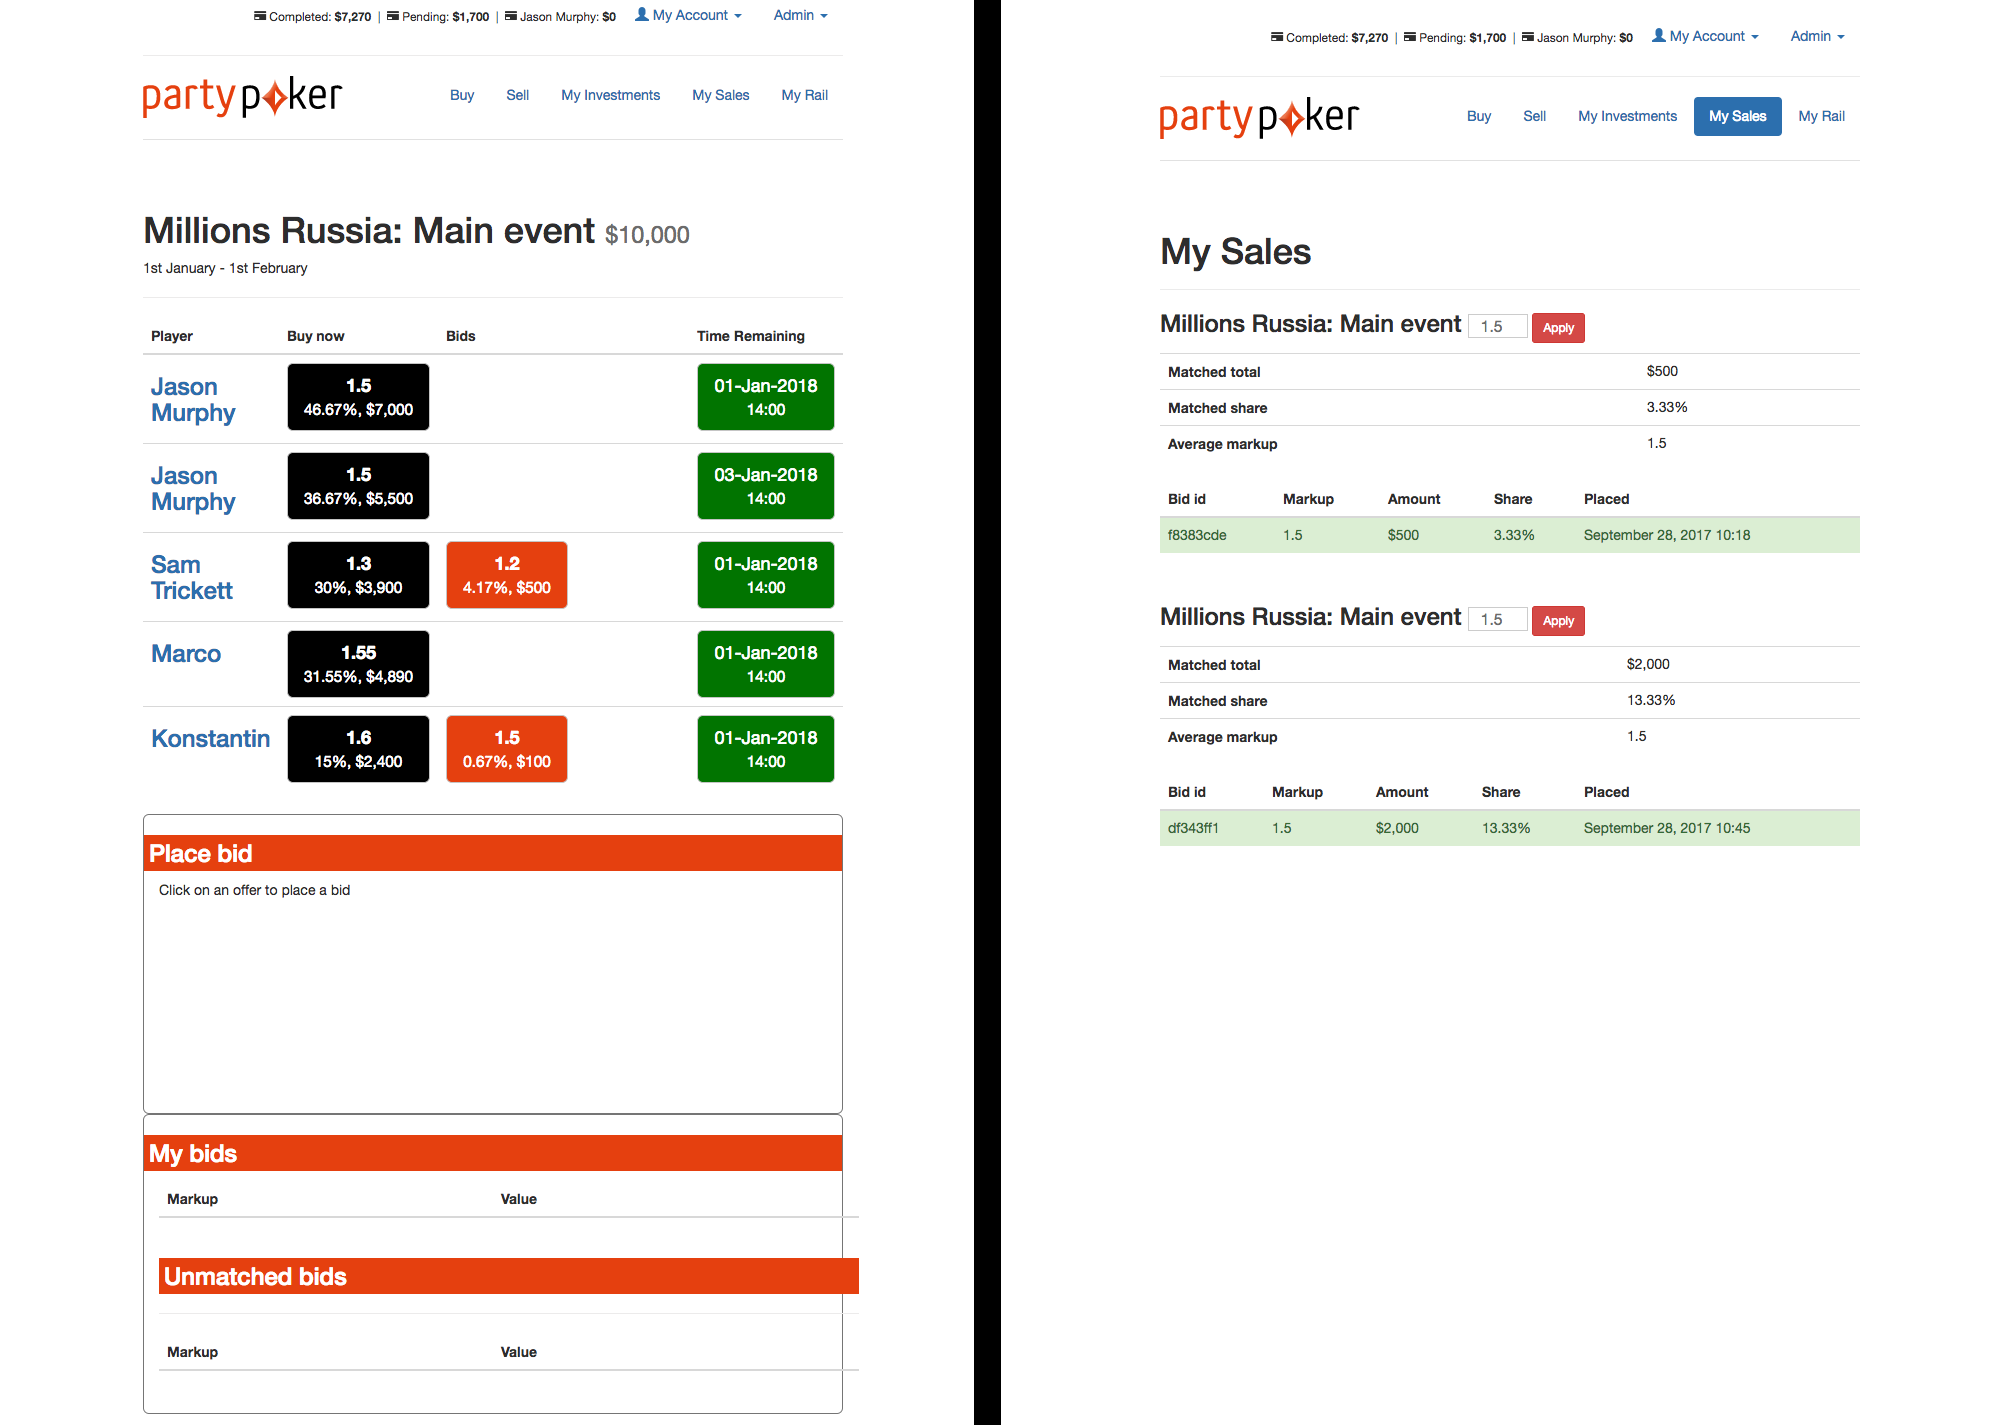 Completed: $7,270 | Pending: $1,700 | Jason Murphy: $0 My Account Admin
partypoker Buy Sell My Investments My Sales My Rail
Millions Russia: Main event $10,000
1st January - 1st February
Player Buy now Bids Time Remaining
Jason Murphy 1.5 46.67%, $7,000 01-Jan-2018 14:00
Jason Murphy 1.5 36.67%, $5,500 03-Jan-2018 14:00
Sam Trickett 1.3 30%, $3,900 1.2 4.17%, $500 01-Jan-2018 14:00
Marco 1.55 31.55%, $4,890 01-Jan-2018 14:00
Konstantin 1.6 15%, $2,400 1.5 0.67%, $100 01-Jan-2018 14:00
Place bid
Click on an offer to place a bid
My bids
Markup Value
Unmatched bids
Markup Value
Completed: $7,270 | Pending: $1,700 | Jason Murphy: $0 My Account Admin
partypoker Buy Sell My Investments My Sales My Rail
My Sales
Millions Russia: Main event 1.5 Apply
Matched total $500
Matched share 3.33%
Average markup 1.5
Bid id Markup Amount Share Placed
f8383cde 1.5 $500 3.33% September 28, 2017 10:18
Millions Russia: Main event 1.5 Apply
Matched total $2,000
Matched share 13.33%
Average markup 1.5
Bid id Markup Amount Share Placed
df343ff1 1.5 $2,000 13.33% September 28, 2017 10:45